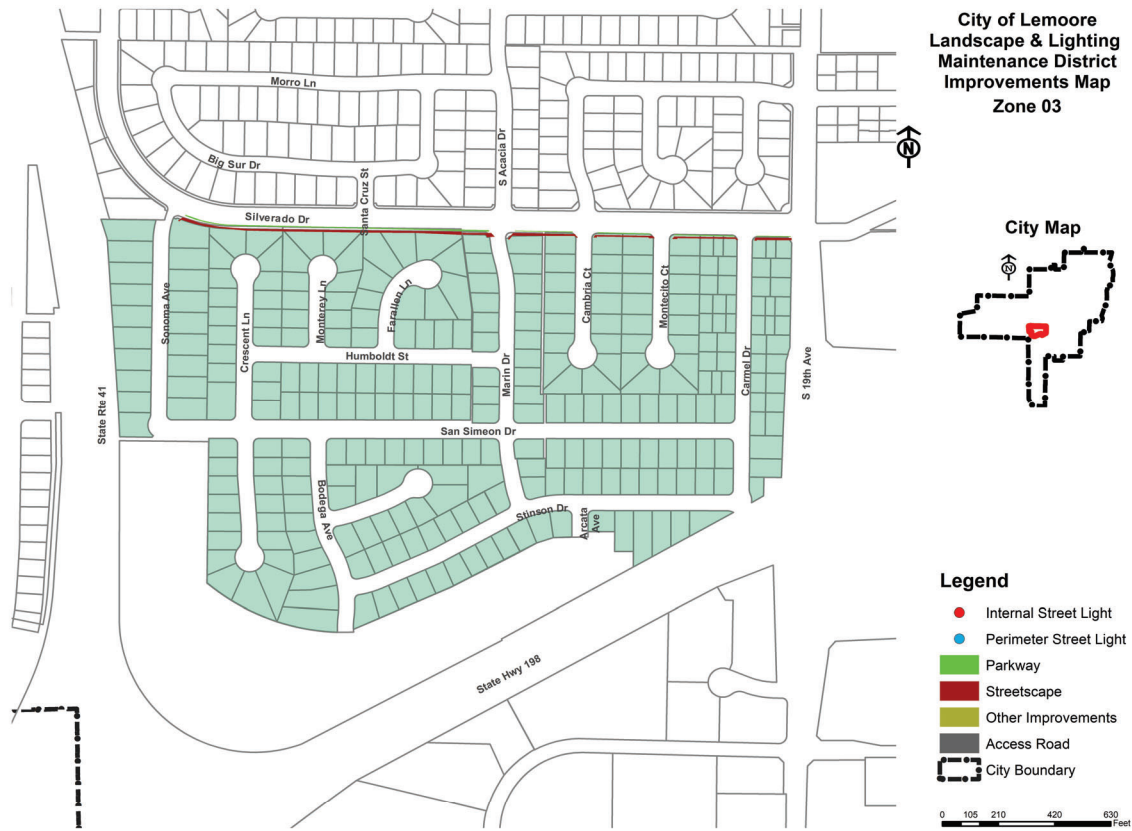 City of Lemoore
Landscape & Lighting
Maintenance District
Improvements Map
Zone 03
N
City Map
N
Morro Ln
Big Sur Dr
Santa Cruz St
S Acacia Dr
Silverado Dr
Sonoma Ave
Crescent Ln
Monterey Ln
Farallen Ln
Cambria Ct
Montecito Ct
Humboldt St
Marin Dr
Carmel Dr
S 19th Ave
State Rte 41
San Simeon Dr
Bodega Ave
Stinson Dr
Arcata
Ave
State Hwy 198
Legend
Internal Street Light
Perimeter Street Light
Parkway
Streetscape
Other Improvements
Access Road
City Boundary
0 105 210 420 630
Feet